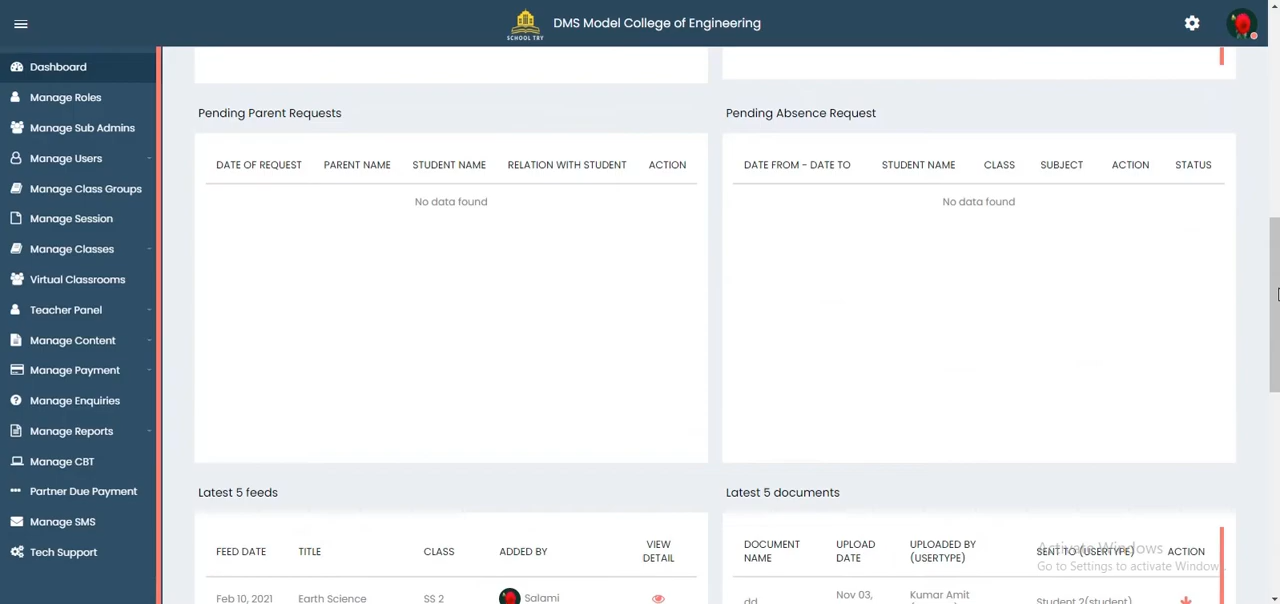 SCHOOL TRY
DMS Model College of Engineering
Dashboard
Manage Roles
Manage Sub Admins
Manage Users
Manage Class Groups
Manage Session
Manage Classes
Virtual Classrooms
Teacher Panel
Manage Content
Manage Payment
Manage Enquiries
Manage Reports
Manage CBT
Partner Due Payment
Manage SMS
Tech Support
Pending Parent Requests
DATE OF REQUEST PARENT NAME STUDENT NAME RELATION WITH STUDENT ACTION
No data found
Pending Absence Request
DATE FROM - DATE TO STUDENT NAME CLASS SUBJECT ACTION STATUS
No data found
Latest 5 feeds
FEED DATE TITLE CLASS ADDED BY VIEW DETAIL
Feb 10, 2021 Earth Science SS 2 Salami
Latest 5 documents
DOCUMENT NAME UPLOAD DATE UPLOADED BY (USERTYPE) SENT TO (USERTYPE) ACTION
dd Nov 03, Kumar Amit Student 2(student)
Activate Windows
Go to Settings to activate Windows.